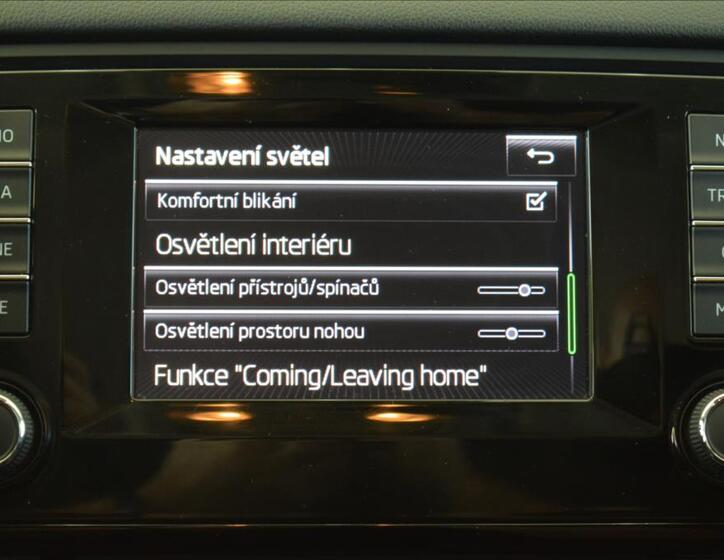 Nastavení světel
Komfortní blikání
Osvětlení interiéru
Osvětlení přístrojů/spínačů
Osvětlení prostoru nohou
Funkce "Coming/Leaving home"